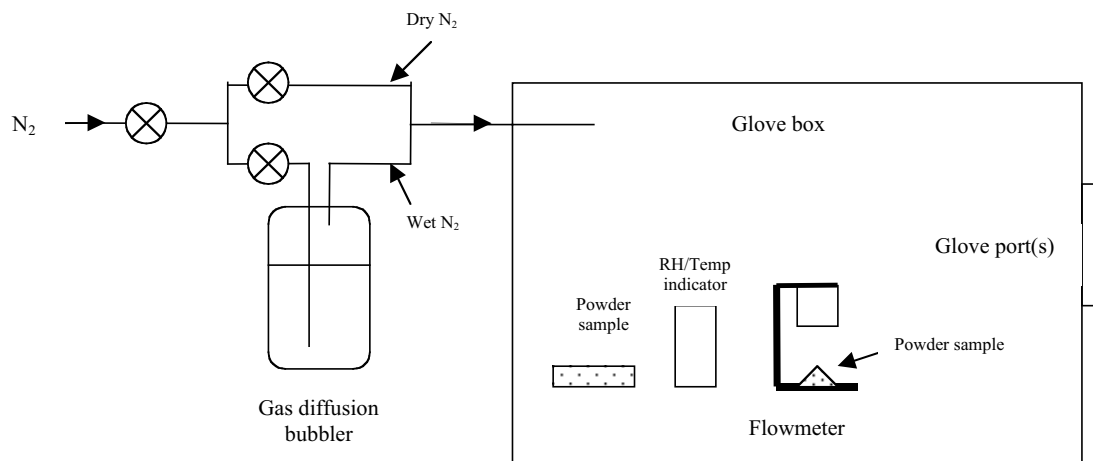 Dry N₂
N₂
Glove box
Wet N₂
Glove port(s)
RH/Temp
indicator
Powder
sample
Powder sample
Gas diffusion
bubbler
Flowmeter